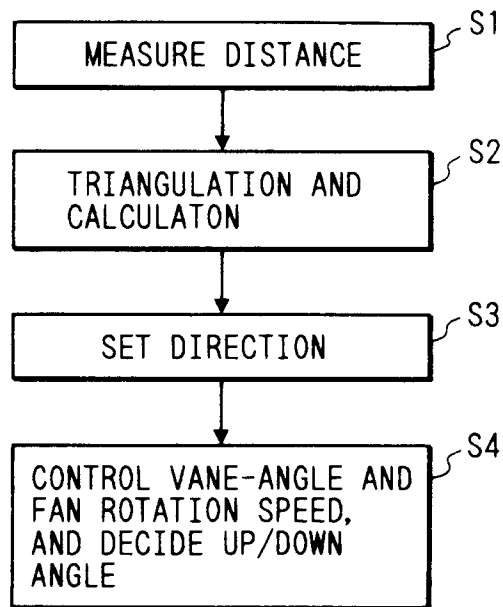 S1
MEASURE DISTANCE
S2
TRIANGULATION AND
CALCULATON
S3
SET DIRECTION
S4
CONTROL VANE-ANGLE AND
FAN ROTATION SPEED,
AND DECIDE UP/DOWN
ANGLE